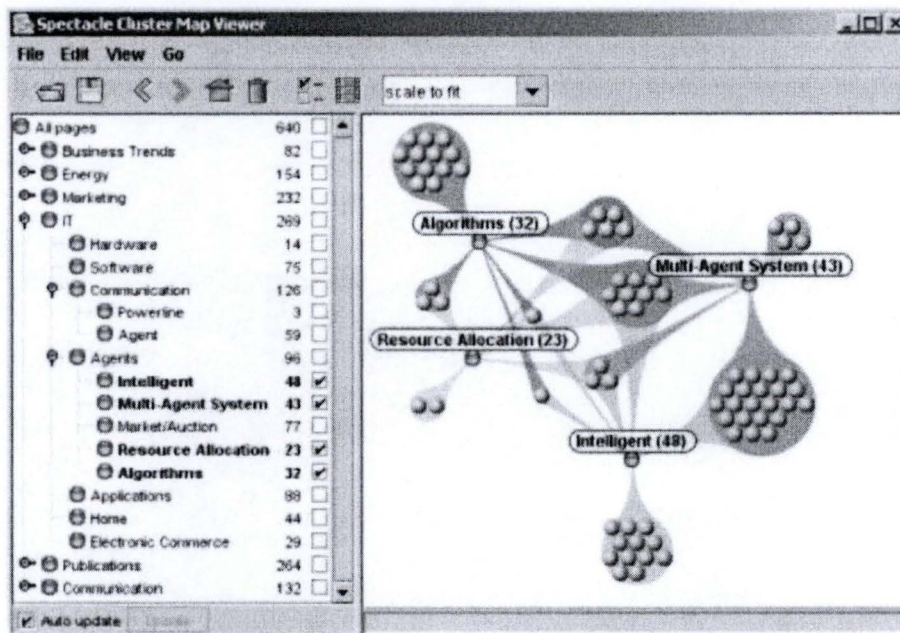 Spectacle Cluster Map Viewer
File Edit View Go
scale to fit
All pages 640
Business Trends 82
Energy 154
Marketing 232
IT 269
Hardware 14
Software 75
Communication 126
Powerline 3
Agent 59
Agents 96
Intelligent 48
Multi-Agent System 43
Market/Auction 77
Resource Allocation 23
Algorithms 32
Applications 88
Home 44
Electronic Commerce 29
Publications 264
Communication 132
Auto update
Algorithms (32)
Multi-Agent System (43)
Resource Allocation (23)
Intelligent (48)